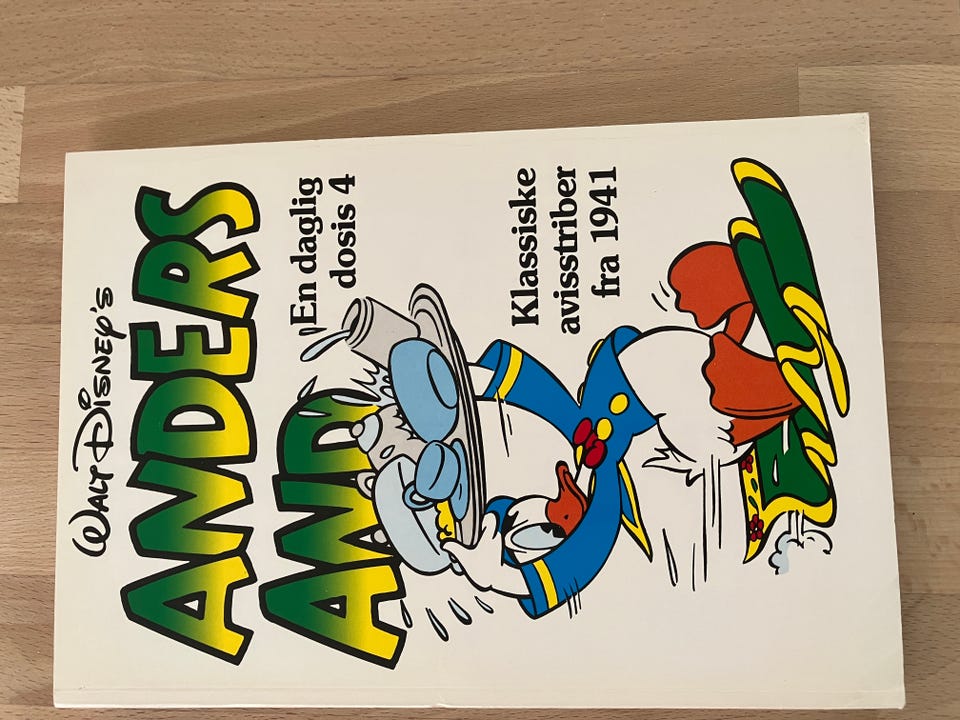 Walt Disney's
ANDERS
AND
En daglig
dosis 4
Klassiske
avisstriber
fra 1941